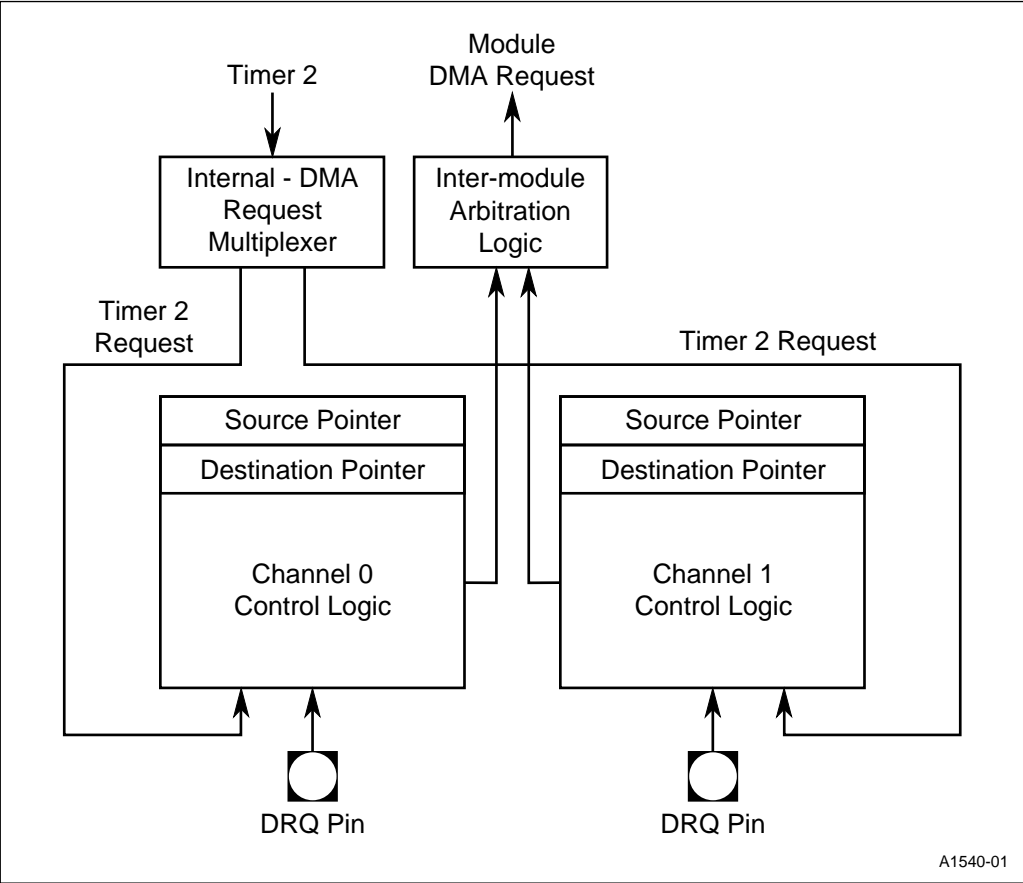 Module
DMA Request
Timer 2
Internal - DMA
Request
Multiplexer
Inter-module
Arbitration
Logic
Timer 2
Request
Timer 2 Request
Source Pointer
Destination Pointer
Channel 0
Control Logic
Source Pointer
Destination Pointer
Channel 1
Control Logic
DRQ Pin
DRQ Pin
A1540-01